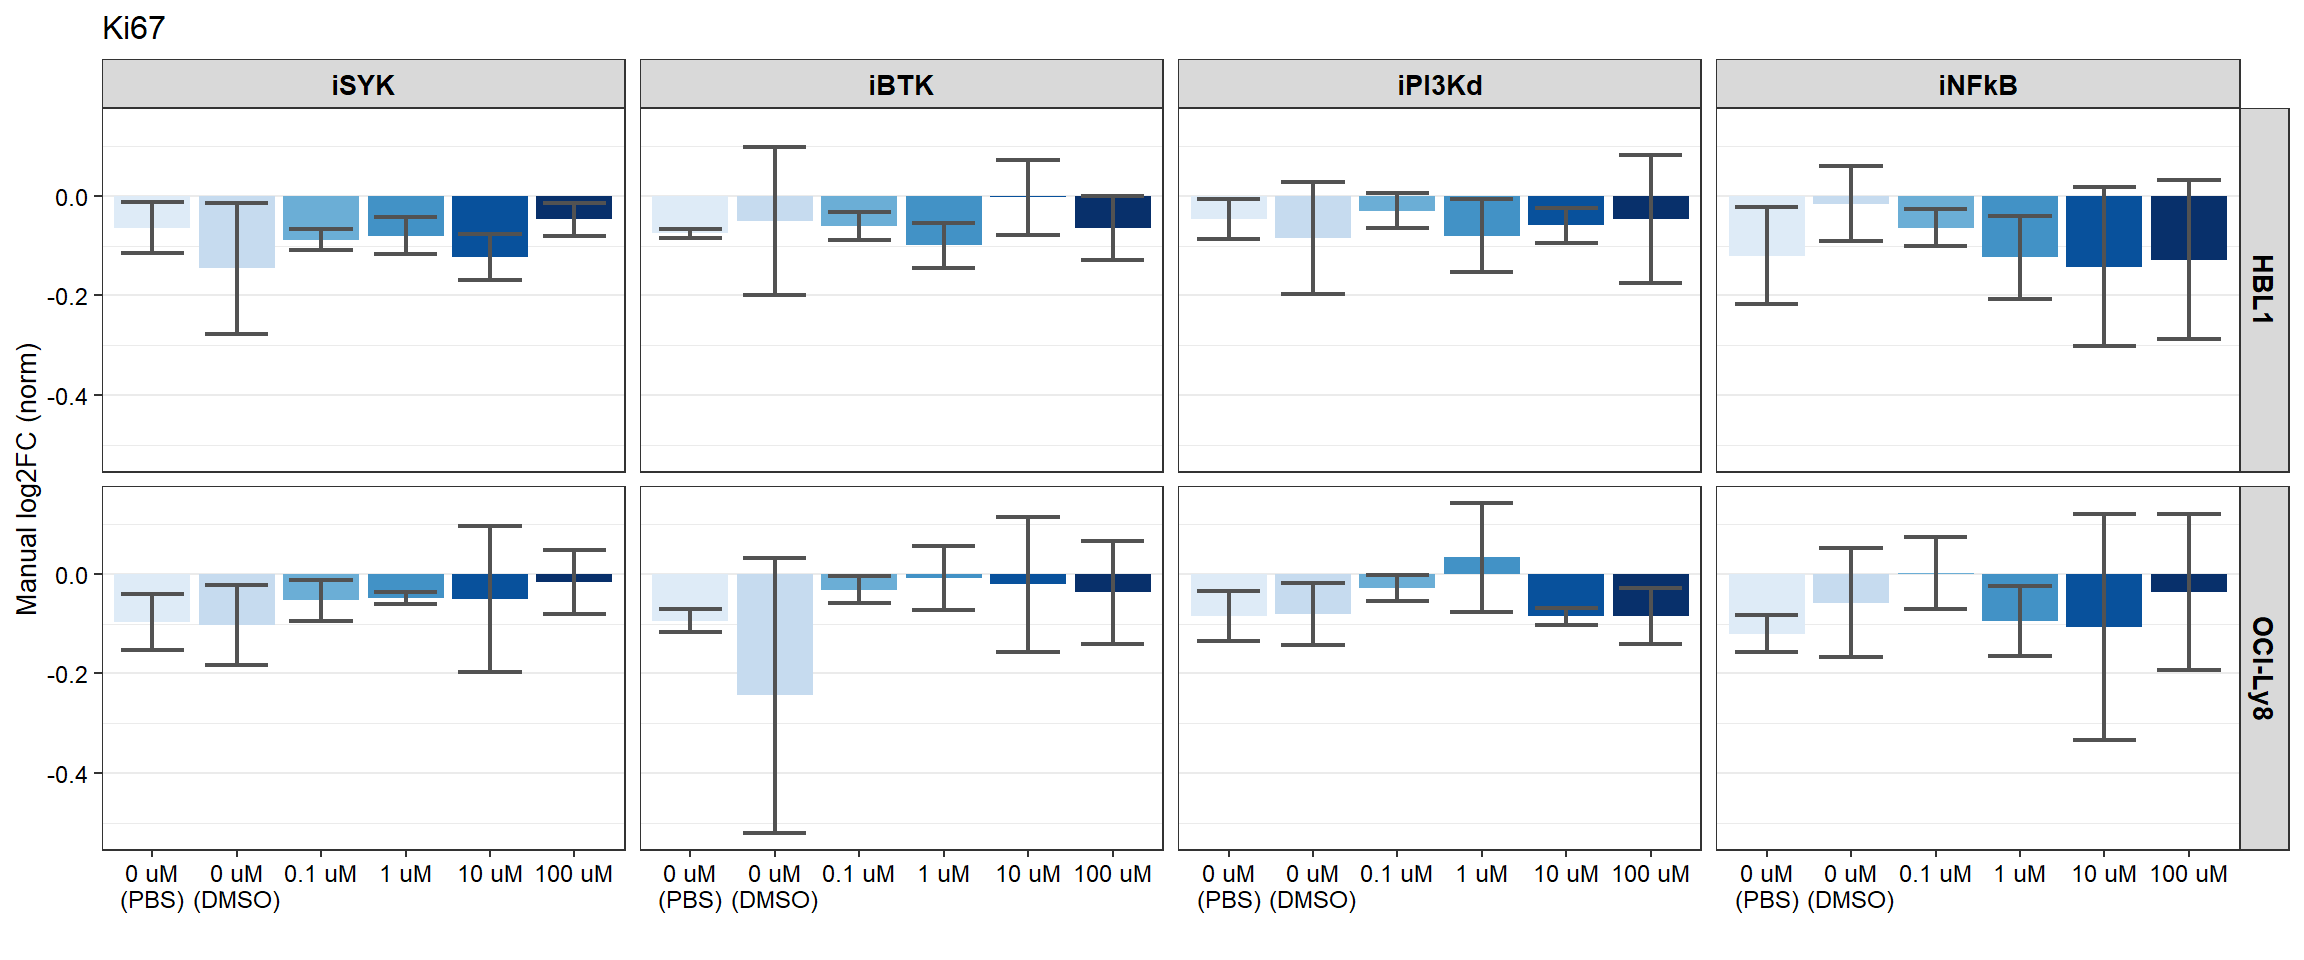 Ki67
iSYK
iBTK
iPI3Kd
iNFkB
Manual log2FC (norm)
0.0
-0.2
-0.4
HBL1
0.0
-0.2
-0.4
OCI-Ly8
0 uM 0 uM 0.1 uM 1 uM 10 uM 100 uM
(PBS) (DMSO)
0 uM 0 uM 0.1 uM 1 uM 10 uM 100 uM
(PBS) (DMSO)
0 uM 0 uM 0.1 uM 1 uM 10 uM 100 uM
(PBS) (DMSO)
0 uM 0 uM 0.1 uM 1 uM 10 uM 100 uM
(PBS) (DMSO)